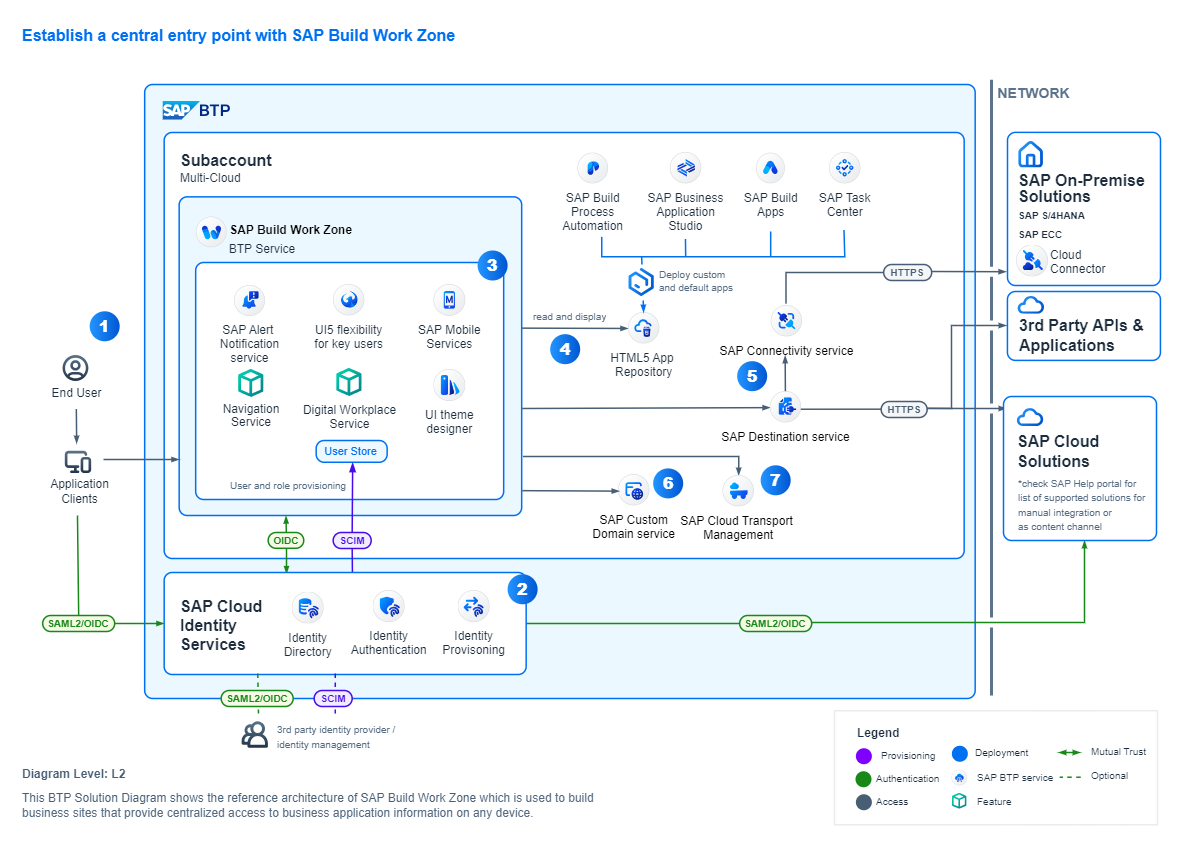 Establish a central entry point with SAP Build Work Zone
SAP BTP
NETWORK
Subaccount
Multi-Cloud
SAP Build Work Zone
BTP Service
3
SAP Alert
Notification
service
UI5 flexibility
for key users
SAP Mobile
Services
Navigation
Service
Digital Workplace
Service
UI theme
designer
User Store
User and role provisioning
1
End User
Application
Clients
SAP Build
Process
Automation
SAP Business
Application
Studio
SAP Build
Apps
SAP Task
Center
Deploy custom
and default apps
read and display
4
HTML5 App
Repository
SAP Connectivity service
5
SAP Destination service
HTTPS
HTTPS
6
SAP Custom
Domain service
7
SAP Cloud Transport
Management
SAP On-Premise
Solutions
SAP S/4HANA
SAP ECC
Cloud
Connector
3rd Party APIs &
Applications
SAP Cloud
Solutions
*check SAP Help portal for
list of supported solutions for
manual integration or
as content channel
OIDC
SCIM
2
SAP Cloud
Identity
Services
Identity
Directory
Identity
Authentication
Identity
Provisoning
SAML2/OIDC
SAML2/OIDC
SAML2/OIDC
SCIM
3rd party identity provider /
identity management
Diagram Level: L2
This BTP Solution Diagram shows the reference architecture of SAP Build Work Zone which is used to build
business sites that provide centralized access to business application information on any device.
Legend
Provisioning
Deployment
Mutual Trust
Authentication
SAP BTP service
Optional
Access
Feature